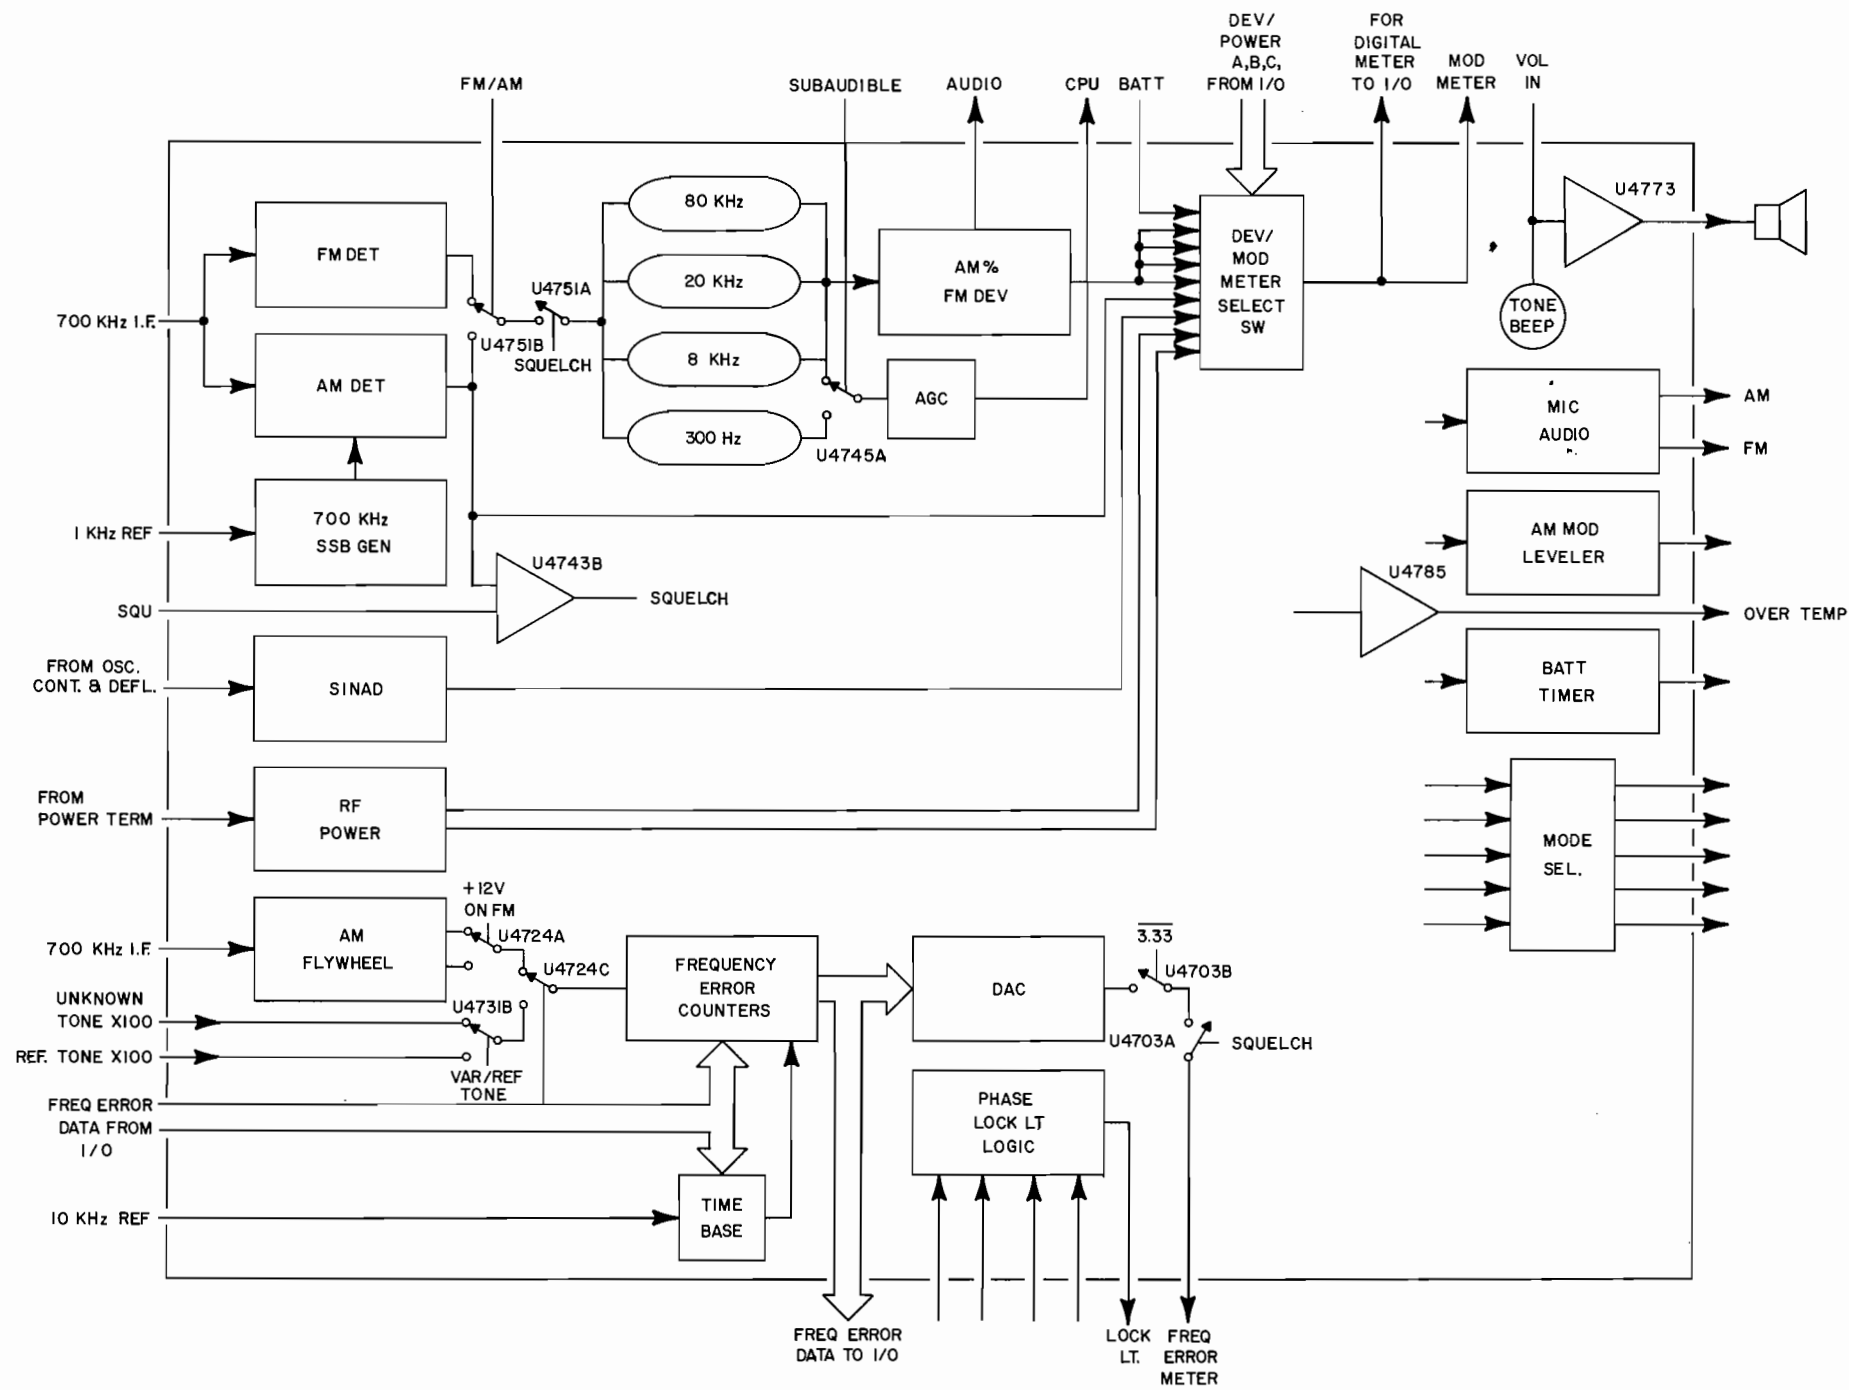 DEV/
POWER
A,B,C,
FROM I/O
FOR
DIGITAL
METER
TO I/O
MOD
METER
VOL
IN
FM/AM
SUBAUDIBLE
AUDIO
CPU
BATT
FM DET
80 KHz
20 KHz
8 KHz
300 Hz
U4751A
U4751B
SQUELCH
700 KHz I.F.
AM DET
AM%
FM DEV
AGC
U4745A
DEV/
MOD
METER
SELECT
SW
U4773
TONE
BEEP
MIC
AUDIO
AM
FM
1 KHz REF
700 KHz
SSB GEN
U4743B
SQUELCH
SQU
AM MOD
LEVELER
U4785
OVER TEMP
FROM OSC.
CONT. & DEFL.
SINAD
BATT
TIMER
FROM
POWER TERM
RF
POWER
MODE
SEL.
700 KHz I.F.
AM
FLYWHEEL
+12V
ON FM
U4724A
U4724C
UNKNOWN
TONE X100
U4731B
REF. TONE X100
VAR/REF
TONE
FREQUENCY
ERROR
COUNTERS
DAC
3.33
U4703B
U4703A
SQUELCH
FREQ ERROR
DATA FROM
I/O
PHASE
LOCK LT
LOGIC
10 KHz REF
TIME
BASE
FREQ ERROR
DATA TO I/O
LOCK
LT.
FREQ
ERROR
METER